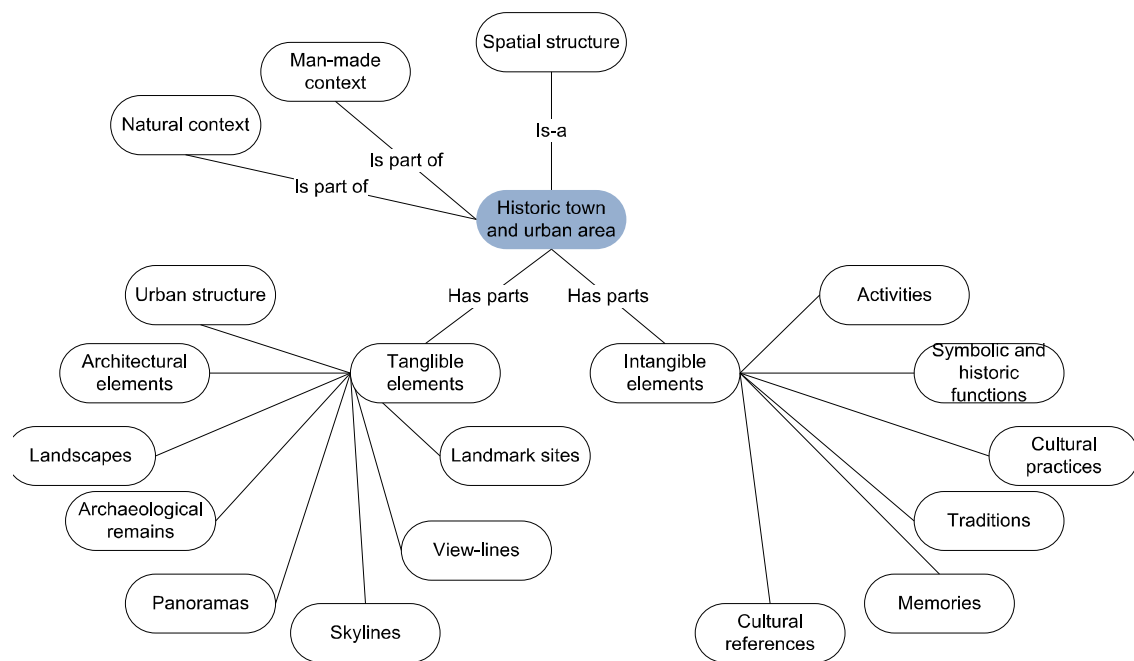 Spatial structure
Man-made
context
Natural context
Is-a
Is part of
Is part of
Historic town
and urban area
Has parts
Has parts
Urban structure
Activities
Architectural
elements
Tanglible
elements
Intangible
elements
Symbolic and
historic
functions
Landscapes
Landmark sites
Cultural
practices
Archaeological
remains
Traditions
View-lines
Panoramas
Memories
Skylines
Cultural
references